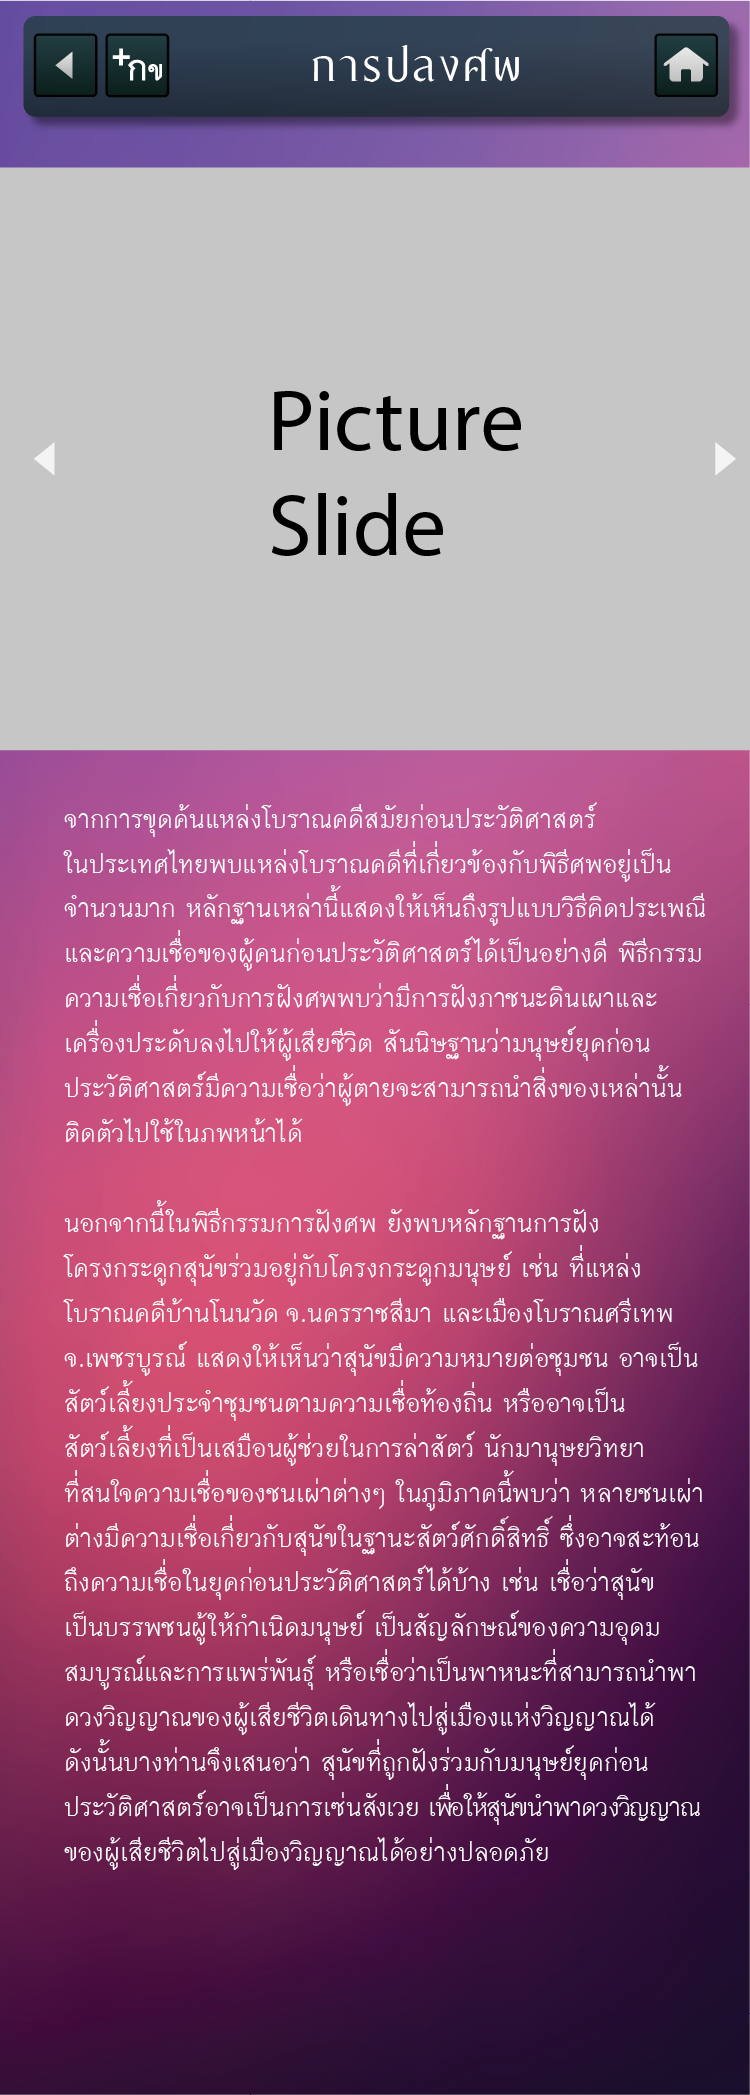 +กข
การปลงศพ
Picture
Slide
จากการขุดค้นแหล่งโบราณคดีสมัยก่อนประวัติศาสตร์
ในประเทศไทยพบแหล่งโบราณคดีที่เกี่ยวข้องกับพิธีศพอยู่เป็น
จำนวนมาก หลักฐานเหล่านี้แสดงให้เห็นถึงรูปแบบวิธีคิดประเพณี
และความเชื่อของผู้คนก่อนประวัติศาสตร์ได้เป็นอย่างดี พิธีกรรม
ความเชื่อเกี่ยวกับการฝังศพพบว่ามีการฝังภาชนะดินเผาและ
เครื่องประดับลงไปให้ผู้เสียชีวิต สันนิษฐานว่ามนุษย์ยุคก่อน
ประวัติศาสตร์มีความเชื่อว่าผู้ตายจะสามารถนำสิ่งของเหล่านั้น
ติดตัวไปใช้ในภพหน้าได้
นอกจากนี้ในพิธีกรรมการฝังศพ ยังพบหลักฐานการฝัง
โครงกระดูกสุนัขร่วมอยู่กับโครงกระดูกมนุษย์ เช่น ที่แหล่ง
โบราณคดีบ้านโนนวัด จ.นครราชสีมา และเมืองโบราณศรีเทพ
จ.เพชรบูรณ์ แสดงให้เห็นว่าสุนัขมีความหมายต่อชุมชน อาจเป็น
สัตว์เลี้ยงประจำชุมชนตามความเชื่อท้องถิ่น หรืออาจเป็น
สัตว์เลี้ยงที่เป็นเสมือนผู้ช่วยในการล่าสัตว์ นักมานุษยวิทยา
ที่สนใจความเชื่อของชนเผ่าต่างๆ ในภูมิภาคนี้พบว่า หลายชนเผ่า
ต่างมีความเชื่อเกี่ยวกับสุนัขในฐานะสัตว์ศักดิ์สิทธิ์ ซึ่งอาจสะท้อน
ถึงความเชื่อในยุคก่อนประวัติศาสตร์ได้บ้าง เช่น เชื่อว่าสุนัข
เป็นบรรพชนผู้ให้กำเนิดมนุษย์ เป็นสัญลักษณ์ของความอุดม
สมบูรณ์และการแพร่พันธุ์ หรือเชื่อว่าเป็นพาหนะที่สามารถนำพา
ดวงวิญญาณของผู้เสียชีวิตเดินทางไปสู่เมืองแห่งวิญญาณได้
ดังนั้นบางท่านจึงเสนอว่า สุนัขที่ถูกฝังร่วมกับมนุษย์ยุคก่อน
ประวัติศาสตร์อาจเป็นการเซ่นสังเวย เพื่อให้สุนัขนำพาดวงวิญญาณ
ของผู้เสียชีวิตไปสู่เมืองวิญญาณได้อย่างปลอดภัย